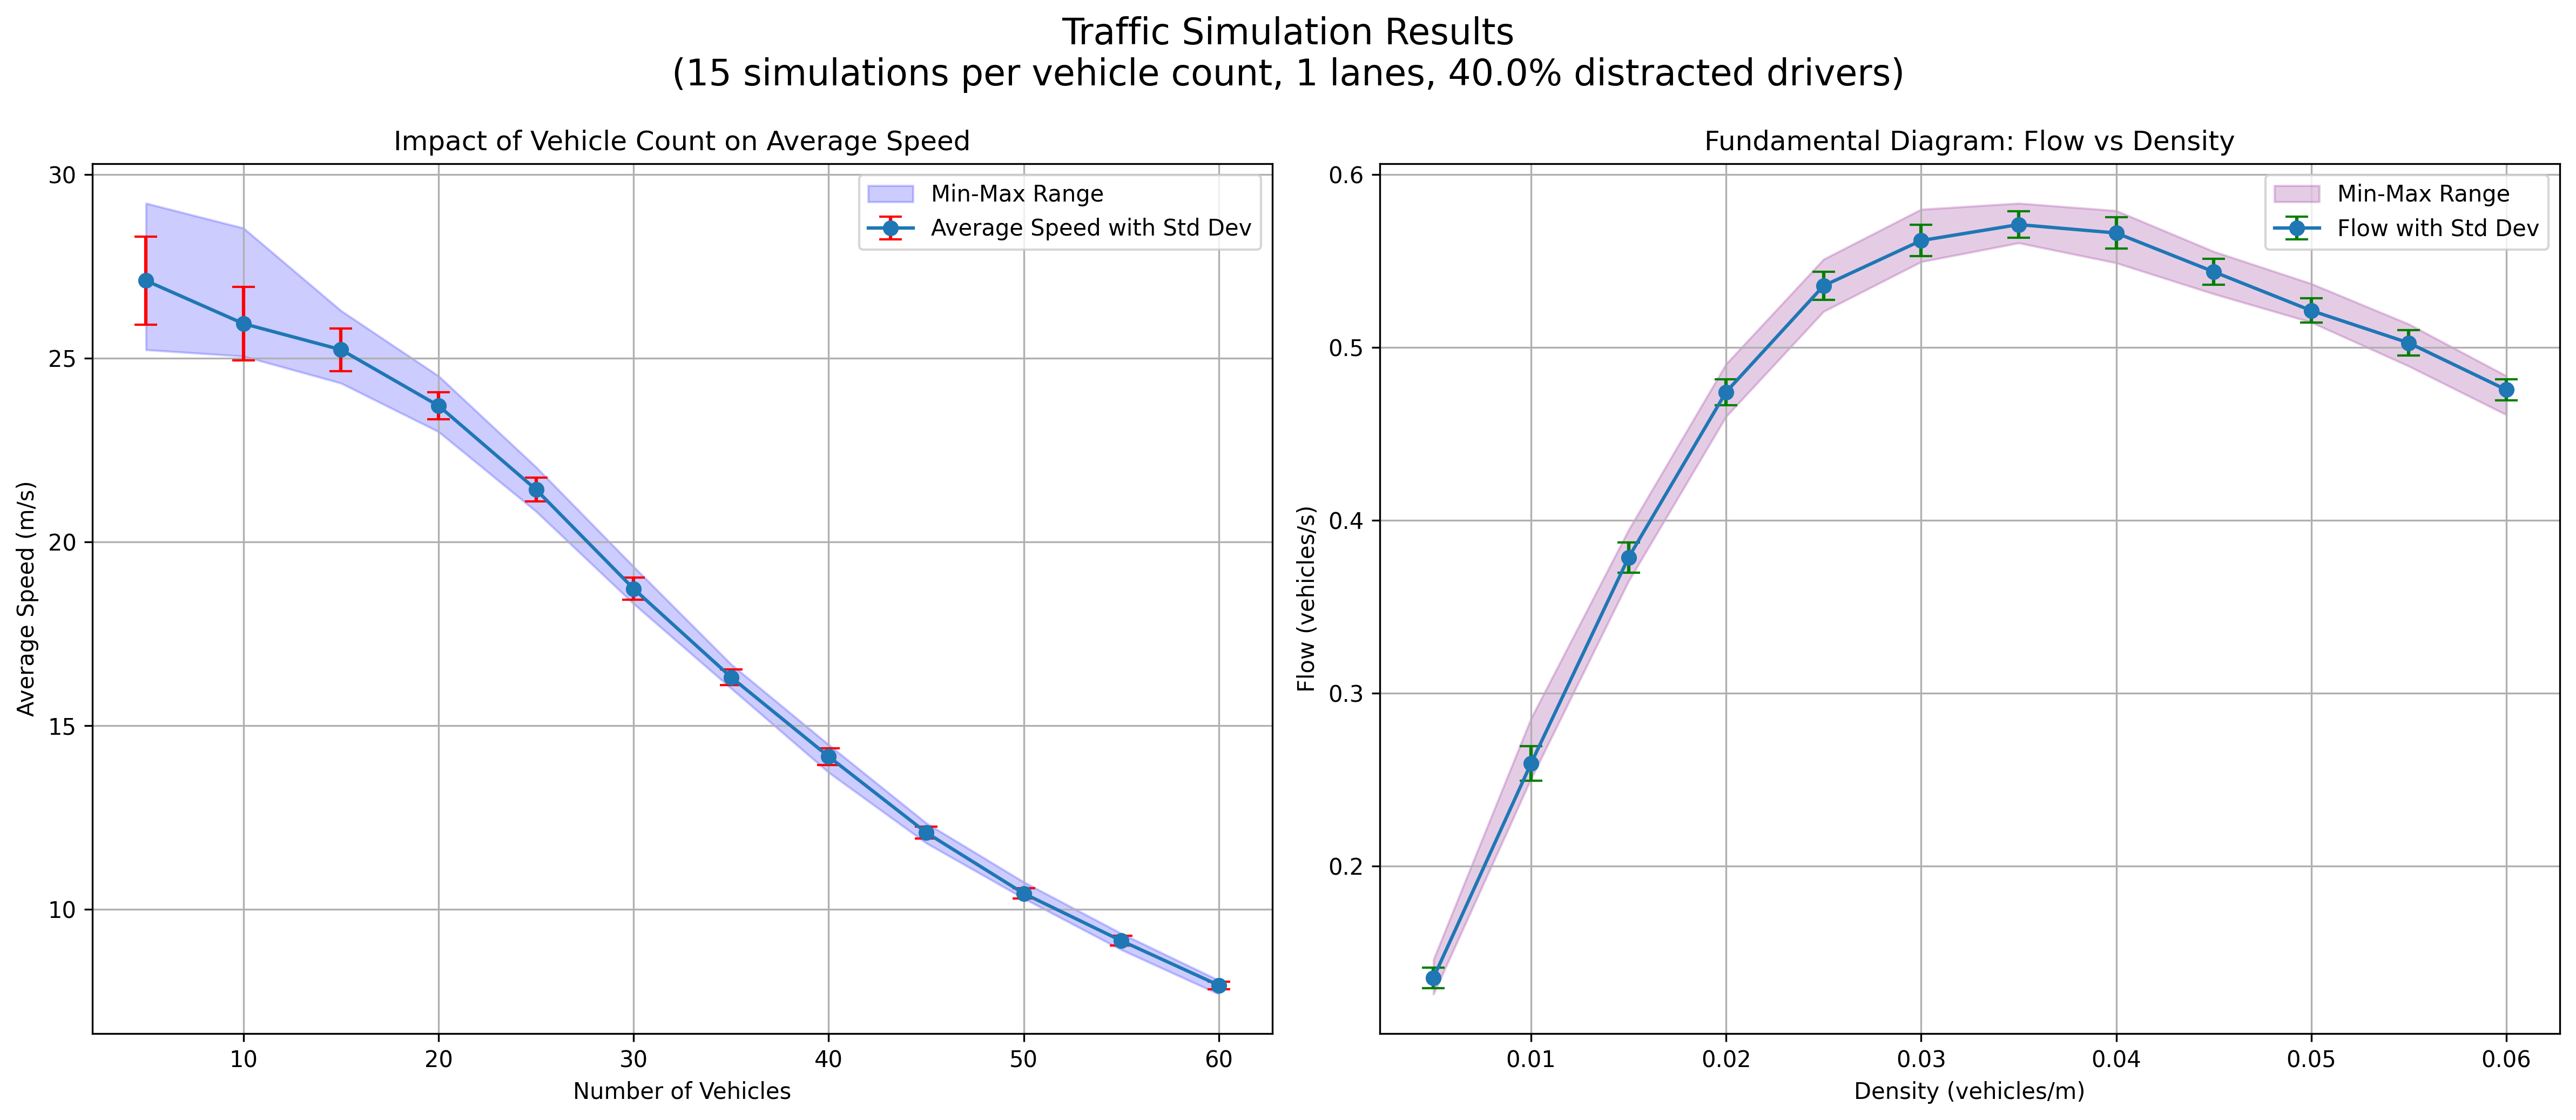 Traffic Simulation Results
(15 simulations per vehicle count, 1 lanes, 40.0% distracted drivers)
Impact of Vehicle Count on Average Speed
Min-Max Range
Average Speed with Std Dev
30
25
20
15
10
Average Speed (m/s)
10
20
30
40
50
60
Number of Vehicles
Fundamental Diagram: Flow vs Density
Min-Max Range
Flow with Std Dev
0.6
0.5
0.4
0.3
0.2
Flow (vehicles/s)
0.01
0.02
0.03
0.04
0.05
0.06
Density (vehicles/m)